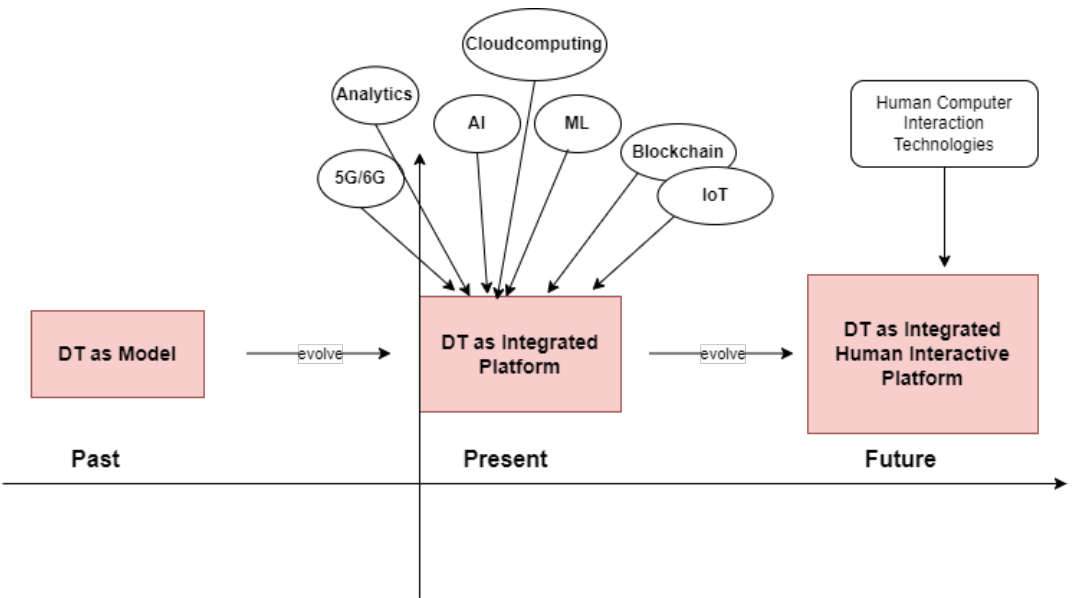 Cloudcomputing
Analytics
AI
ML
Blockchain
5G/6G
IoT
Human Computer
Interaction
Technologies
DT as Model
evolve
DT as Integrated
Platform
evolve
DT as Integrated
Human Interactive
Platform
Past
Present
Future